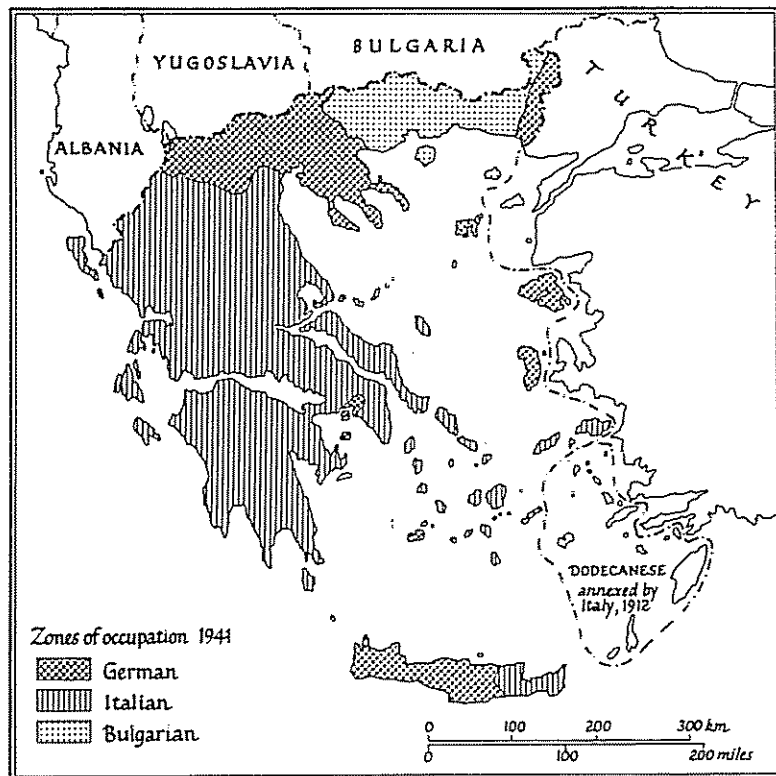 YUGOSLAVIA
BULGARIA
TURKEY
ALBANIA
DODECANESE
annexed by
Italy, 1912
Zones of occupation 1941
German
Italian
Bulgarian
0 100 200 300 km
0 100 200 miles